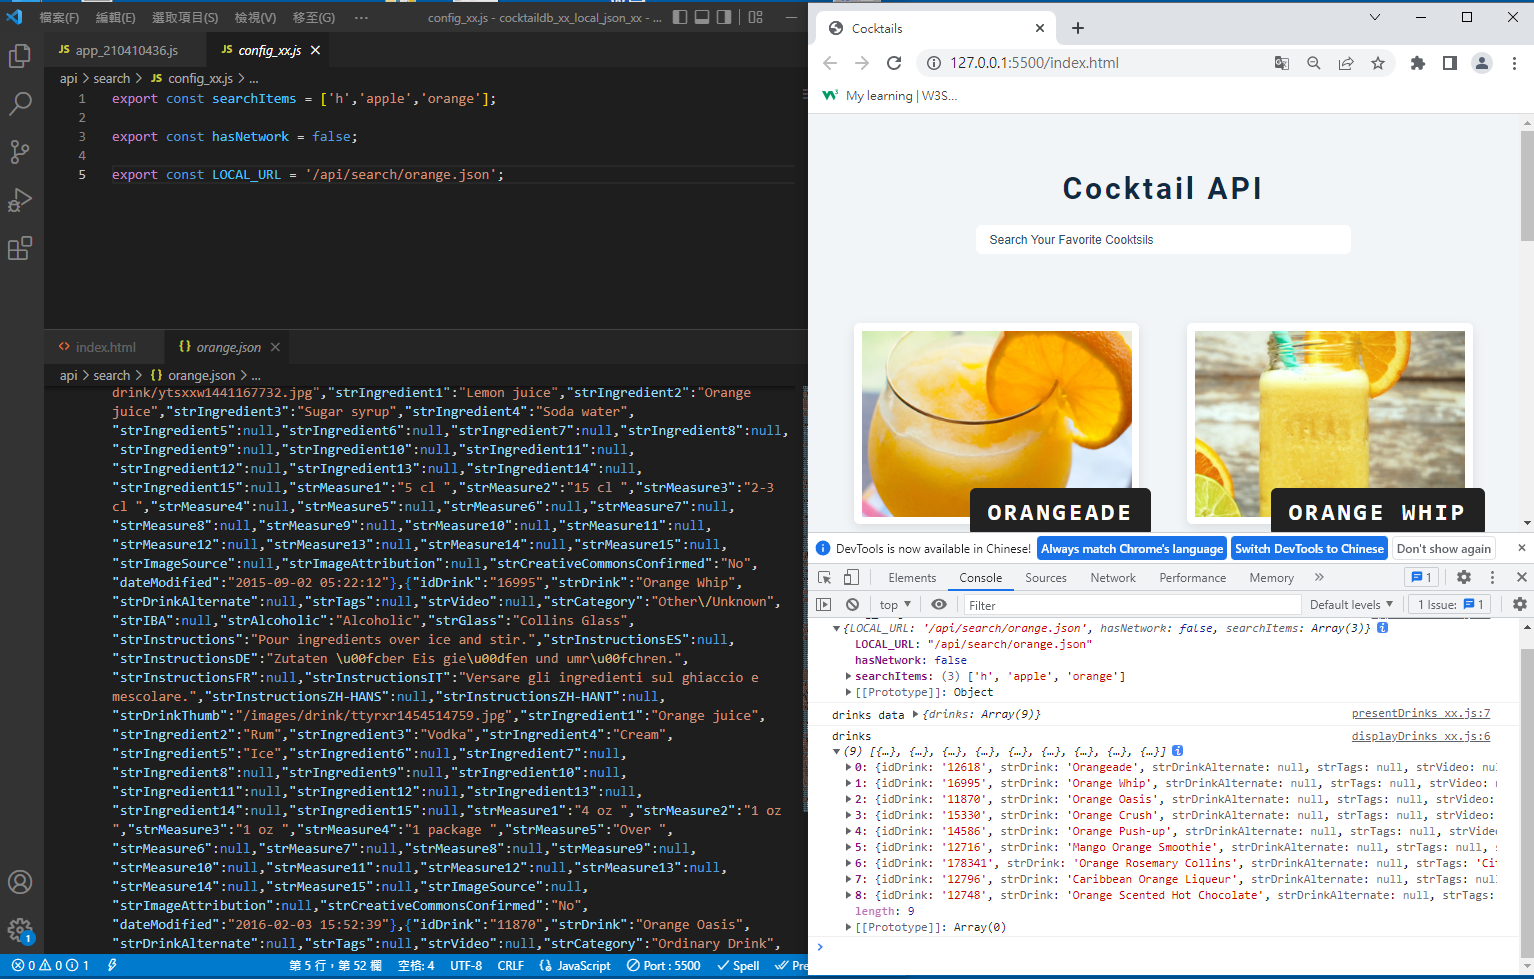 檔案(F) 編輯(E) 選取項目(S) 檢視(V) 移至(G) ··· config_xx.js - cocktaildb_xx_local_json_xx - ...
JS app_210410436.js JS config_xx.js
api > search > JS config_xx.js > ...
1 export const searchItems = ['h','apple','orange'];
2
3 export const hasNetwork = false;
4
5 export const LOCAL_URL = '/api/search/orange.json';
index.html {} orange.json
api > search > {} orange.json > ...
drink/ytsxxw1441167732.jpg","strIngredient1":"Lemon juice","strIngredient2":"Orange
juice","strIngredient3":"Sugar syrup","strIngredient4":"Soda water",
"strIngredient5":null,"strIngredient6":null,"strIngredient7":null,"strIngredient8":null,
"strIngredient9":null,"strIngredient10":null,"strIngredient11":null,
"strIngredient12":null,"strIngredient13":null,"strIngredient14":null,
"strIngredient15":null,"strMeasure1":"5 cl ","strMeasure2":"15 cl ","strMeasure3":"2-3
cl ","strMeasure4":null,"strMeasure5":null,"strMeasure6":null,"strMeasure7":null,
"strMeasure8":null,"strMeasure9":null,"strMeasure10":null,"strMeasure11":null,
"strMeasure12":null,"strMeasure13":null,"strMeasure14":null,"strMeasure15":null,
"strImageSource":null,"strImageAttribution":null,"strCreativeCommonsConfirmed":"No",
"dateModified":"2015-09-02 05:22:12"},{"idDrink":"16995","strDrink":"Orange Whip",
"strDrinkAlternate":null,"strTags":null,"strVideo":null,"strCategory":"Other\/Unknown",
"strIBA":null,"strAlcoholic":"Alcoholic","strGlass":"Collins Glass",
"strInstructions":"Pour ingredients over ice and stir.","strInstructionsES":null,
"strInstructionsDE":"Zutaten \u00fcber Eis gie\u00dfen und umr\u00fchren.",
"strInstructionsFR":null,"strInstructionsIT":"Versare gli ingredienti sul ghiaccio e
mescolare.","strInstructionsZH-HANS":null,"strInstructionsZH-HANT":null,
"strDrinkThumb":"/images/drink/ttyrxr1454514759.jpg","strIngredient1":"Orange juice",
"strIngredient2":"Rum","strIngredient3":"Vodka","strIngredient4":"Cream",
"strIngredient5":"Ice","strIngredient6":null,"strIngredient7":null,
"strIngredient8":null,"strIngredient9":null,"strIngredient10":null,
"strIngredient11":null,"strIngredient12":null,"strIngredient13":null,
"strIngredient14":null,"strIngredient15":null,"strMeasure1":"4 oz ","strMeasure2":"1 oz
","strMeasure3":"1 oz ","strMeasure4":"1 package ","strMeasure5":"Over ",
"strMeasure6":null,"strMeasure7":null,"strMeasure8":null,"strMeasure9":null,
"strMeasure10":null,"strMeasure11":null,"strMeasure12":null,"strMeasure13":null,
"strMeasure14":null,"strMeasure15":null,"strImageSource":null,
"strImageAttribution":null,"strCreativeCommonsConfirmed":"No",
"dateModified":"2016-02-03 15:52:39"},{"idDrink":"11870","strDrink":"Orange Oasis",
"strDrinkAlternate":null,"strTags":null,"strVideo":null,"strCategory":"Ordinary Drink",
1
0 0 1 第 5 行，第 52 欄 空格: 4 UTF-8 CRLF {} JavaScript Port : 5500 Spell Pre
Cocktails
127.0.0.1:5500/index.html
My learning | W3S...
Cocktail API
Search Your Favorite Cooktsils
ORANGEADE ORANGE WHIP
DevTools is now available in Chinese! Always match Chrome's language Switch DevTools to Chinese Don't show again
Elements Console Sources Network Performance Memory » 1
top Filter Default levels 1 Issue: 1
{LOCAL_URL: '/api/search/orange.json', hasNetwork: false, searchItems: Array(3)}
LOCAL_URL: "/api/search/orange.json"
hasNetwork: false
searchItems: (3) ['h', 'apple', 'orange']
[[Prototype]]: Object
drinks data {drinks: Array(9)} presentDrinks xx.js:7
drinks displayDrinks xx.js:6
(9) [{…}, {…}, {…}, {…}, {…}, {…}, {…}, {…}, {…}]
0: {idDrink: '12618', strDrink: 'Orangeade', strDrinkAlternate: null, strTags: null, strVideo: nu
1: {idDrink: '16995', strDrink: 'Orange Whip', strDrinkAlternate: null, strTags: null, strVideo:
2: {idDrink: '11870', strDrink: 'Orange Oasis', strDrinkAlternate: null, strTags: null, strVideo:
3: {idDrink: '15330', strDrink: 'Orange Crush', strDrinkAlternate: null, strTags: null, strVideo:
4: {idDrink: '14586', strDrink: 'Orange Push-up', strDrinkAlternate: null, strTags: null, strVide
5: {idDrink: '12716', strDrink: 'Mango Orange Smoothie', strDrinkAlternate: null, strTags: null, s
6: {idDrink: '178341', strDrink: 'Orange Rosemary Collins', strDrinkAlternate: null, strTags: 'Cit
7: {idDrink: '12796', strDrink: 'Caribbean Orange Liqueur', strDrinkAlternate: null, strTags: null
8: {idDrink: '12748', strDrink: 'Orange Scented Hot Chocolate', strDrinkAlternate: null, strTags:
length: 9
[[Prototype]]: Array(0)